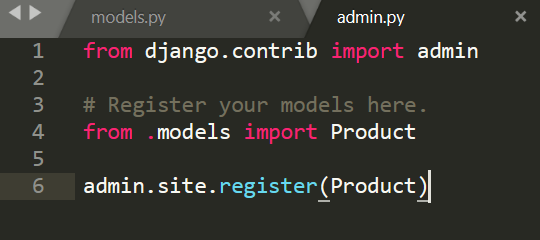 models.py
admin.py
1 from django.contrib import admin
2
3 # Register your models here.
4 from .models import Product
5
6 admin.site.register(Product)